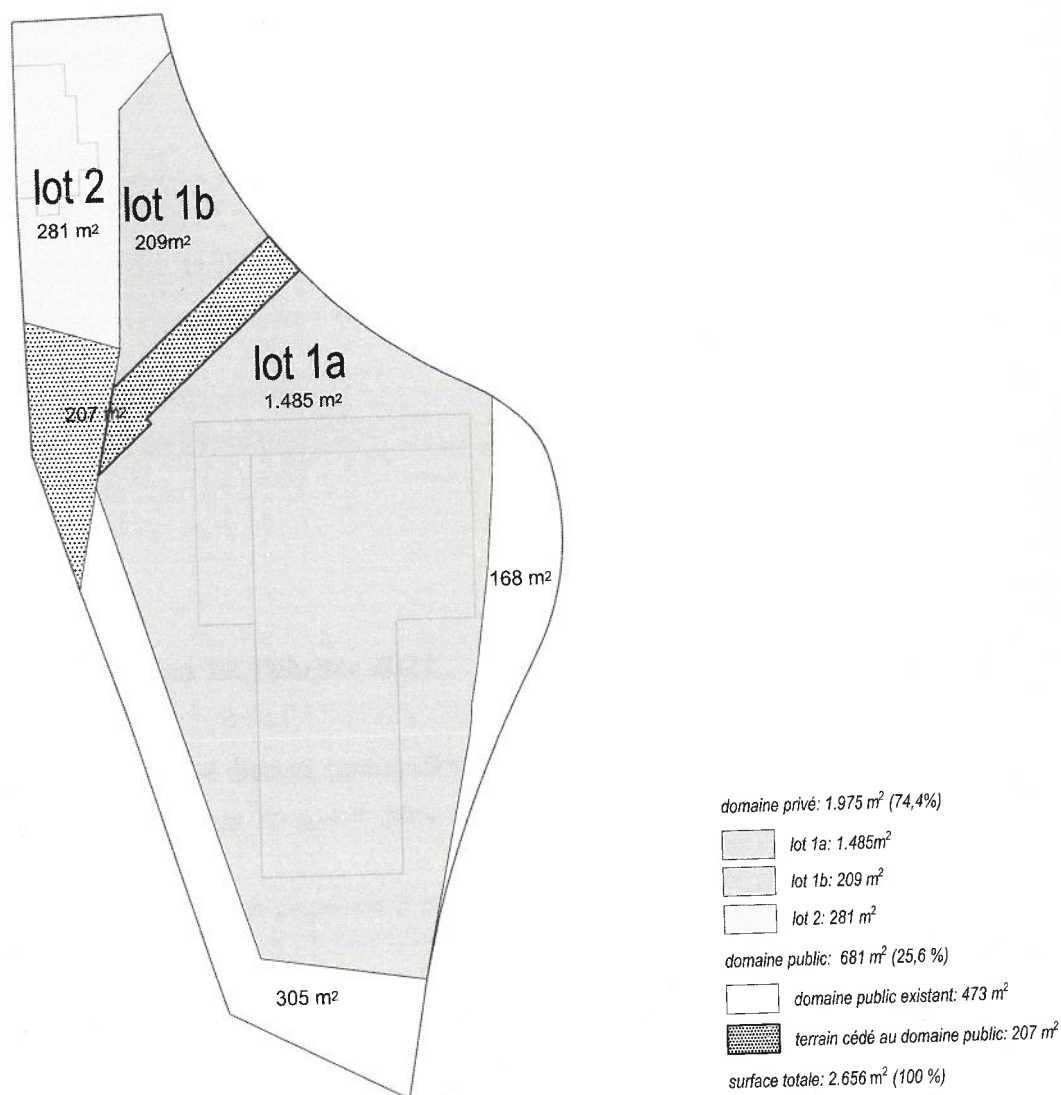 lot 2
281 m²
lot 1b
209m²
lot 1a
1.485 m²
207 m²
168 m²
305 m²
domaine privé: 1.975 m² (74,4%)
lot 1a: 1.485m²
lot 1b: 209 m²
lot 2: 281 m²
domaine public: 681 m² (25,6 %)
domaine public existant: 473 m²
terrain cédé au domaine public: 207 m²
surface totale: 2.656 m² (100 %)